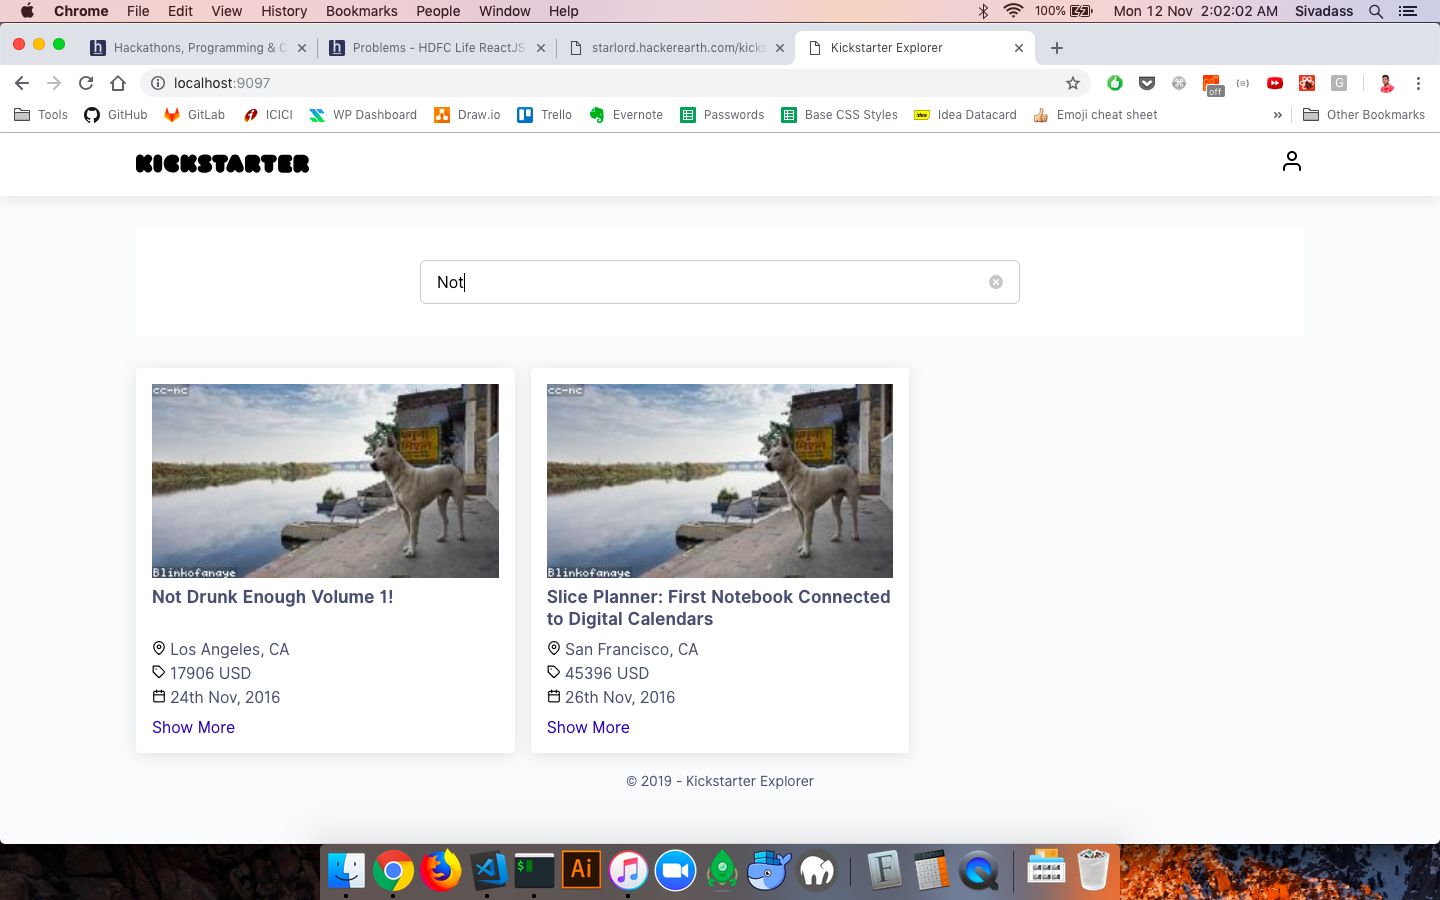 Chrome File Edit View History Bookmarks People Window Help 100% Mon 12 Nov 2:02:02 AM Sivadass
Hackathons, Programming & C Problems - HDFC Life ReactJS starlord.hackerearth.com/kicks Kickstarter Explorer
localhost:9097 off G
Tools GitHub GitLab ICICI WP Dashboard Draw.io Trello Evernote Passwords Base CSS Styles Idea Datacard Emoji cheat sheet » Other Bookmarks
KICKSTARTER
Not
cc-nc cc-nc
Blinkofanaye Blinkofanaye
Not Drunk Enough Volume 1!
Los Angeles, CA
17906 USD
24th Nov, 2016
Show More
Slice Planner: First Notebook Connected
to Digital Calendars
San Francisco, CA
45396 USD
26th Nov, 2016
Show More
© 2019 - Kickstarter Explorer
Ai